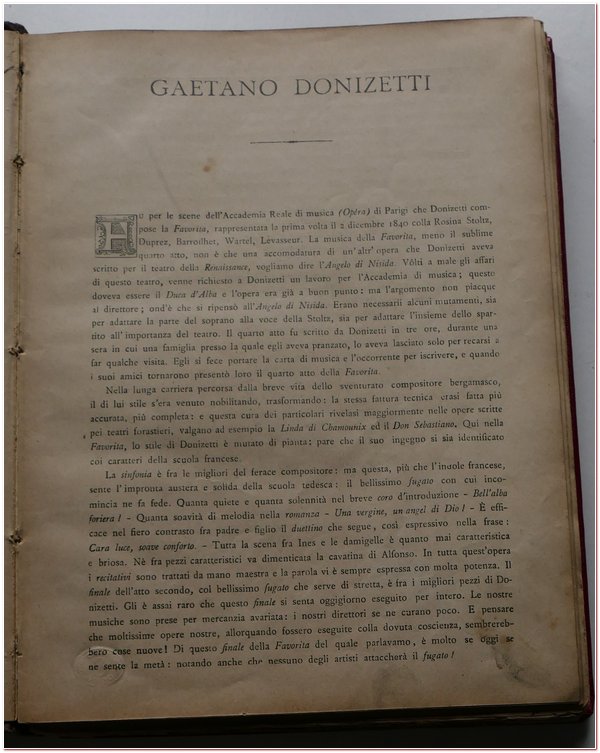 GAETANO DONIZETTI
FU per le scene dell'Accademia Reale di musica (Opéra) di Parigi che Donizetti com-
pose la Favorita, rappresentata la prima volta il 2 dicembre 1840 colla Rosina Stoltz,
Duprez, Barroilhet, Wartel, Lévasseur. La musica della Favorita, meno il sublime
quarto atto, non è che una accomodatura di un'altr'opera che Donizetti aveva
scritto per il teatro della Renaissance, vogliamo dire l'Angelo di Nisida. Vòlti a male gli affari
di questo teatro, venne richiesto a Donizetti un lavoro per l'Accademia di musica; questo
doveva essere il Duca d'Alba e l'opera era già a buon punto: ma l'argomento non piacque
al direttore; ond'è che si ripensò all'Angelo di Nisida. Erano necessarii alcuni mutamenti, sia
per adattare la parte del soprano alla voce della Stoltz, sia per adattare l'insieme dello spar-
tito all'importanza del teatro. Il quarto atto fu scritto da Donizetti in tre ore, durante una
sera in cui una famiglia presso la quale egli aveva pranzato, lo aveva lasciato solo per recarsi a
far qualche visita. Egli si fece portare la carta di musica e l'occorrente per iscrivere, e quando
i suoi amici tornarono presentò loro il quarto atto della Favorita.
Nella lunga carriera percorsa dalla breve vita dello sventurato compositore bergamasco,
il di lui stile s'era venuto nobilitando, trasformando: la stessa fattura tecnica erasi fatta più
accurata, più completa: e questa cura dei particolari rivelasi maggiormente nelle opere scritte
pei teatri forastieri, valgano ad esempio la Linda di Chamounix ed il Don Sebastiano. Qui nella
Favorita, lo stile di Donizetti è mutato di pianta; pare che il suo ingegno si sia identificato
coi caratteri della scuola francese.
La sinfonia è fra le migliori del ferace compositore: ma questa, più che l'indole francese,
sente l'impronta austera e solida della scuola tedesca: il bellissimo fugato con cui inco-
mincia ne fa fede. Quanta quiete e quanta solennità nel breve coro d'introduzione - Bell'alba
foriera! - Quanta soavità di melodia nella romanza - Una vergine, un angel di Dio! - È effi-
cace nel fiero contrasto fra padre e figlio il duettino che segue, così espressivo nella frase:
Cara luce, soave conforto. - Tutta la scena fra Ines e le damigelle è quanto mai caratteristica
e briosa. Nè fra pezzi caratteristici va dimenticata la cavatina di Alfonso. In tutta quest'opera
i recitativi sono trattati da mano maestra e la parola vi è sempre espressa con molta potenza. Il
finale dell'atto secondo, col bellissimo fugato che serve di stretta, è fra i migliori pezzi di Do-
nizetti. Gli è assai raro che questo finale si senta oggigiorno eseguito per intero. Le nostre
musiche sono prese per mercanzia avariata: i nostri direttori se ne curano poco. E pensare
che moltissime opere nostre, allorquando fossero eseguite colla dovuta coscienza, sembrereb-
bero cose nuove! Di questo finale della Favorita del quale parlavamo, è molto se oggi se
ne sente la metà: notando anche che nessuno degli artisti attaccherà il fugato!